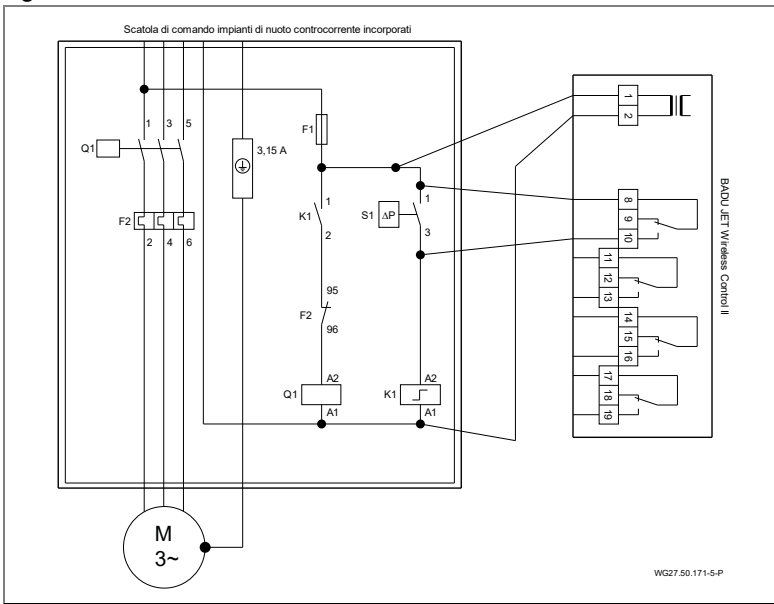 Scatola di comando impianti di nuoto controcorrente incorporati
1 3 5
Q1
F2
2 4 6
3,15 A
F1
K1
1
2
S1
ΔP
1
3
F2
95
96
Q1
A2
A1
K1
A2
A1
M
3~
1
2
8
9
10
11
12
13
14
15
16
17
18
19
BADU JET Wireless Control II
WG27.50.171-5-P